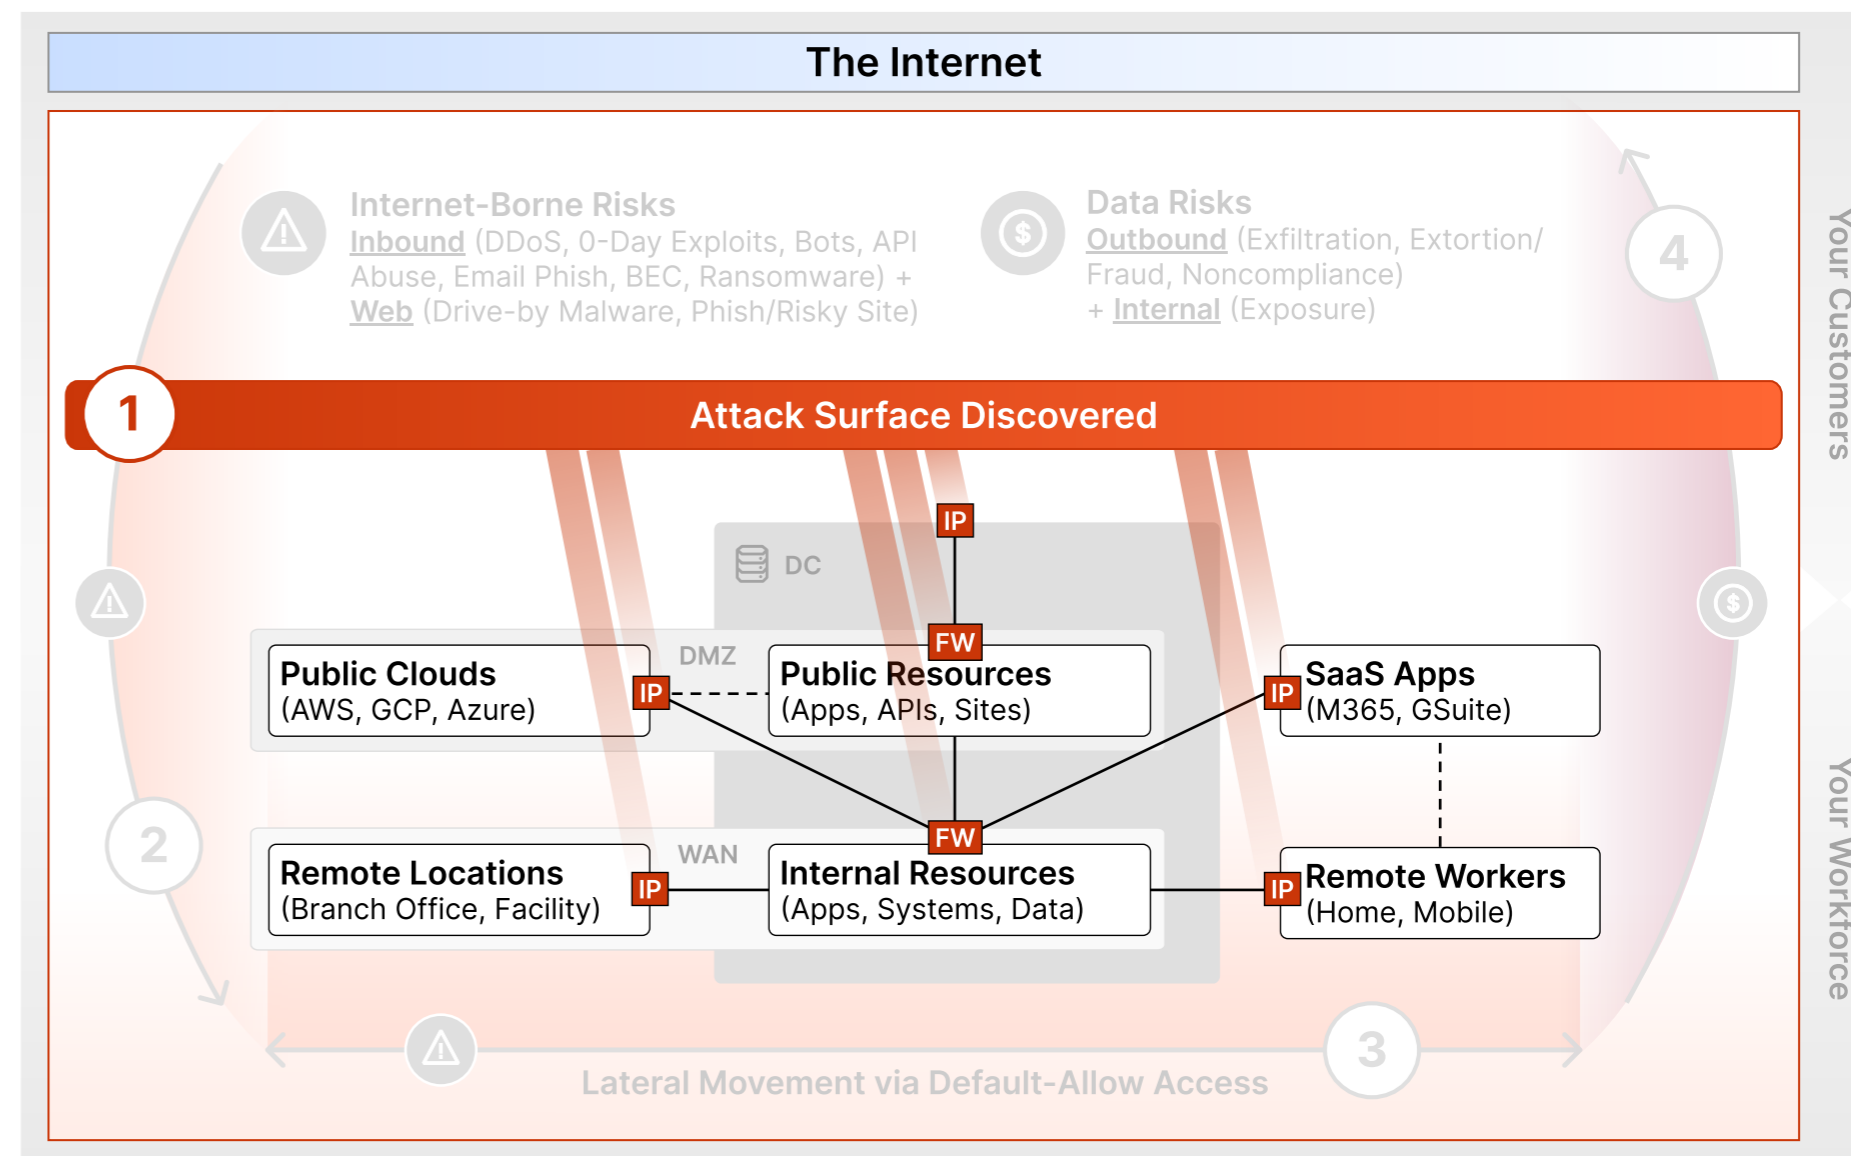 The Internet
Internet-Borne Risks
Inbound (DDoS, 0-Day Exploits, Bots, API
Abuse, Email Phish, BEC, Ransomware) +
Web (Drive-by Malware, Phish/Risky Site)
Data Risks
Outbound (Exfiltration, Extortion/
Fraud, Noncompliance)
+ Internal (Exposure)
4
Your Customers
1
Attack Surface Discovered
IP
DC
FW
DMZ
Public Clouds
(AWS, GCP, Azure)
IP
Public Resources
(Apps, APIs, Sites)
IP
SaaS Apps
(M365, GSuite)
Your Workforce
2
FW
WAN
Remote Locations
(Branch Office, Facility)
IP
Internal Resources
(Apps, Systems, Data)
IP
Remote Workers
(Home, Mobile)
3
Lateral Movement via Default-Allow Access